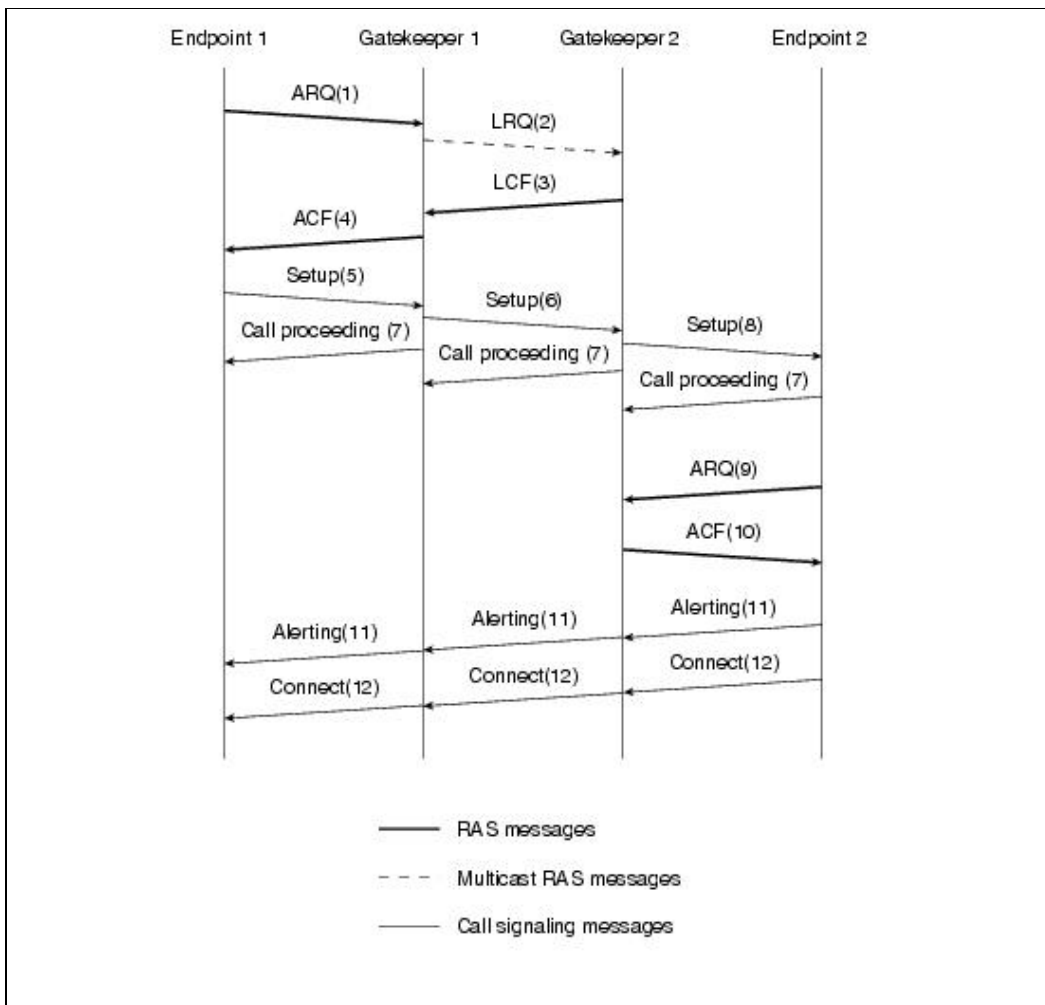 Endpoint 1 Gatekeeper 1 Gatekeeper 2 Endpoint 2
ARQ(1)
LRQ(2)
LCF(3)
ACF(4)
Setup(5)
Setup(6)
Setup(8)
Call proceeding (7)
Call proceeding (7)
Call proceeding (7)
ARQ(9)
ACF(10)
Alerting(11)
Alerting(11)
Alerting(11)
Connect(12)
Connect(12)
Connect(12)
RAS messages
Multicast RAS messages
Call signaling messages